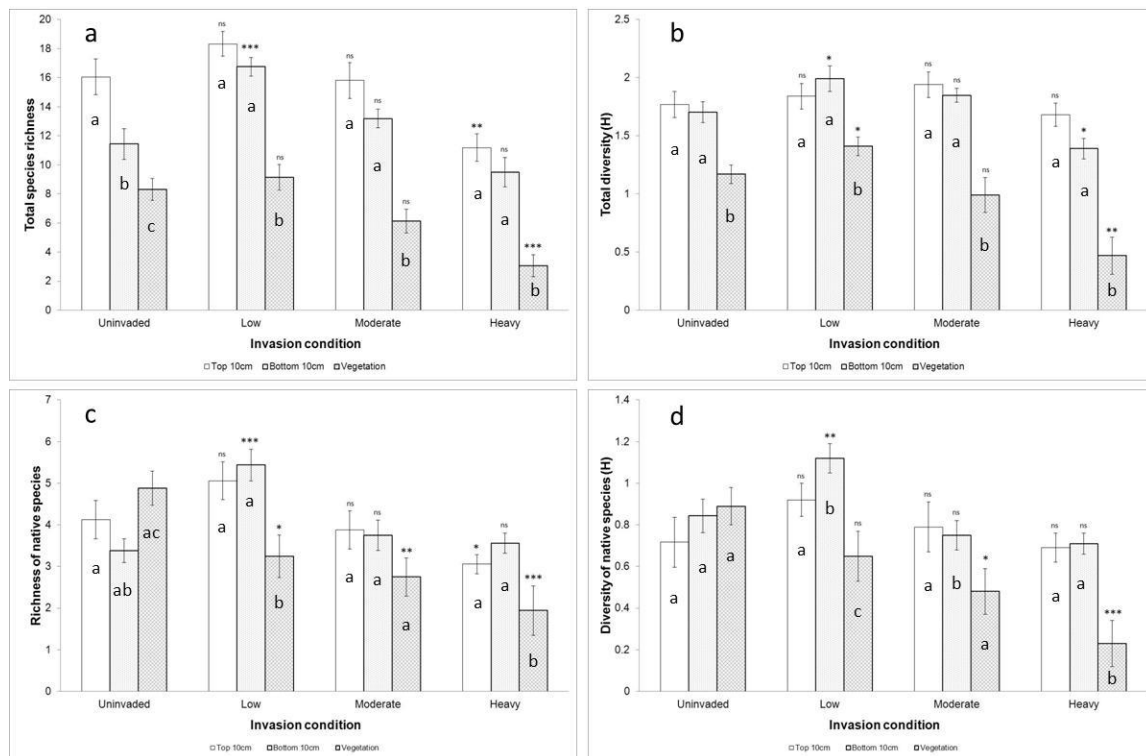 a
20
18
16
14
12
10
8
6
4
2
0
Total species richness
a b c
ns *** ns
a a b
ns ns ns
a a b
** ns ***
a a b
Uninvaded Low Moderate Heavy
Invasion condition
Top 10cm Bottom 10cm Vegetation
b
2.5
2
1.5
1
0.5
0
Total diversity (H)
a a b
ns * *
a a b
ns ns ns
a a b
ns * **
a a b
Uninvaded Low Moderate Heavy
Invasion condition
Top 10cm Bottom 10cm Vegetation
c
7
6
5
4
3
2
1
0
Richness of native species
a ab ac
ns *** *
a a b
ns ns **
a a a
* ns ***
a a b
Uninvaded Low Moderate Heavy
Invasion condition
Top 10cm Bottom 10cm Vegetation
d
1.4
1.2
1
0.8
0.6
0.4
0.2
0
Diversity of native species (H)
a a a
ns ** ns
a b c
ns ns *
a b a
ns ns ***
a a b
Uninvaded Low Moderate Heavy
Invasion condition
Top 10cm Bottom 10cm Vegetation